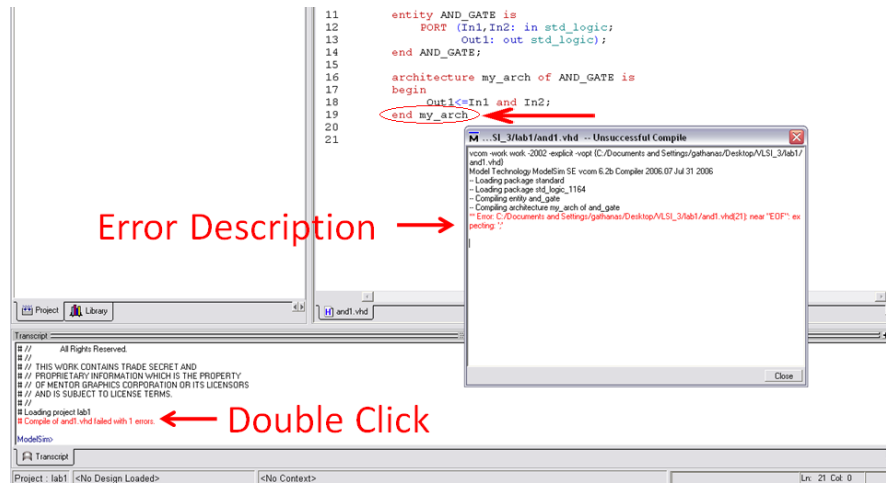 11 entity AND_GATE is
12 PORT (In1,In2: in std_logic;
13 Out1: out std_logic);
14 end AND_GATE;
15
16 architecture my_arch of AND_GATE is
17 begin
18 Out1<=In1 and In2;
19 end my_arch
20
21
...SI_3/lab1/and1.vhd -- Unsuccessful Compile
vcom -work work -2002 -explicit -vopt {C:/Documents and Settings/gathanas/Desktop/VLSI_3/lab1/
and1.vhd}
Model Technology ModelSim SE vcom 6.2b Compiler 2006.07 Jul 31 2006
-- Loading package standard
-- Loading package std_logic_1164
-- Compiling entity and_gate
-- Compiling architecture my_arch of and_gate
** Error: C:/Documents and Settings/gathanas/Desktop/VLSI_3/lab1/and1.vhd(21): near "EOF": ex
pecting: ';'
Close
Error Description
Project Library
and1.vhd
Transcript
# // All Rights Reserved.
# //
# // THIS WORK CONTAINS TRADE SECRET AND
# // PROPRIETARY INFORMATION WHICH IS THE PROPERTY
# // OF MENTOR GRAPHICS CORPORATION OR ITS LICENSORS
# // AND IS SUBJECT TO LICENSE TERMS.
# //
# Loading project lab1
# Compile of and1.vhd failed with 1 errors.
Double Click
ModelSim>
Transcript
Project : lab1 <No Design Loaded> <No Context> Ln: 21 Col: 0